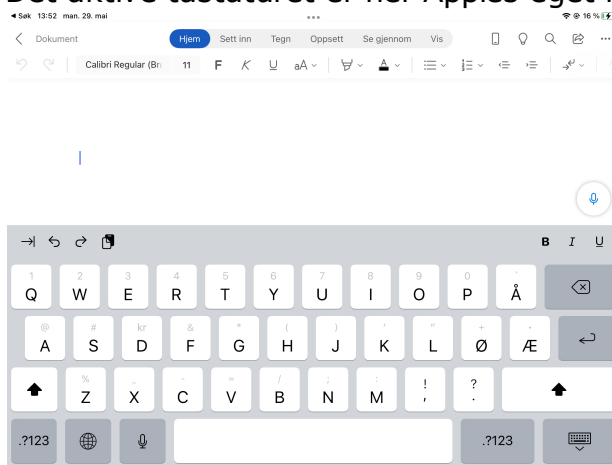 Det aktive tastaturet er her Apples eget
Søk 13:52 man. 29. mai 16 %
Dokument Hjem Sett inn Tegn Oppsett Se gjennom Vis
Calibri Regular (Br 11 F K U aA A
B I U
1 2 3 4 5 6 7 8 9 0 `
Q W E R T Y U I O P Å
@ # kr & * ( ) ' " + ·
A S D F G H J K L Ø Æ
% _ - = / ; : ! ?
Z X C V B N M , .
.?123 .?123